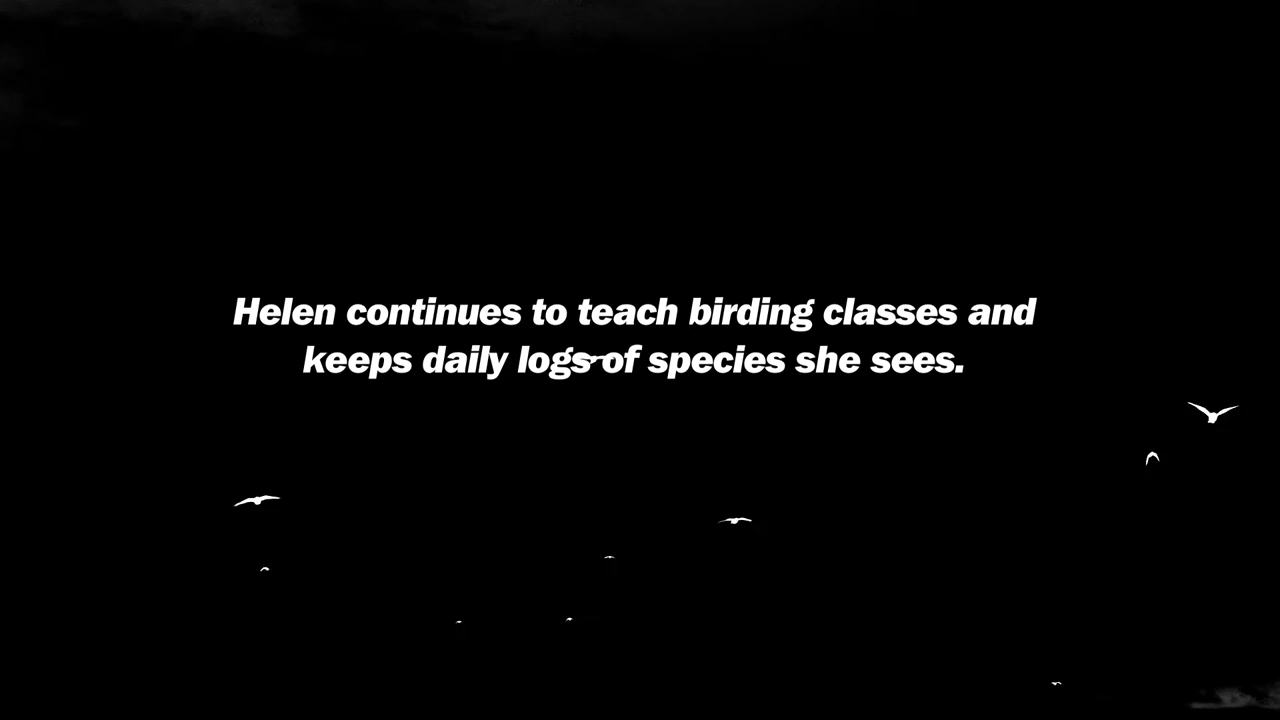 Helen continues to teach birding classes and
keeps daily logs of species she sees.